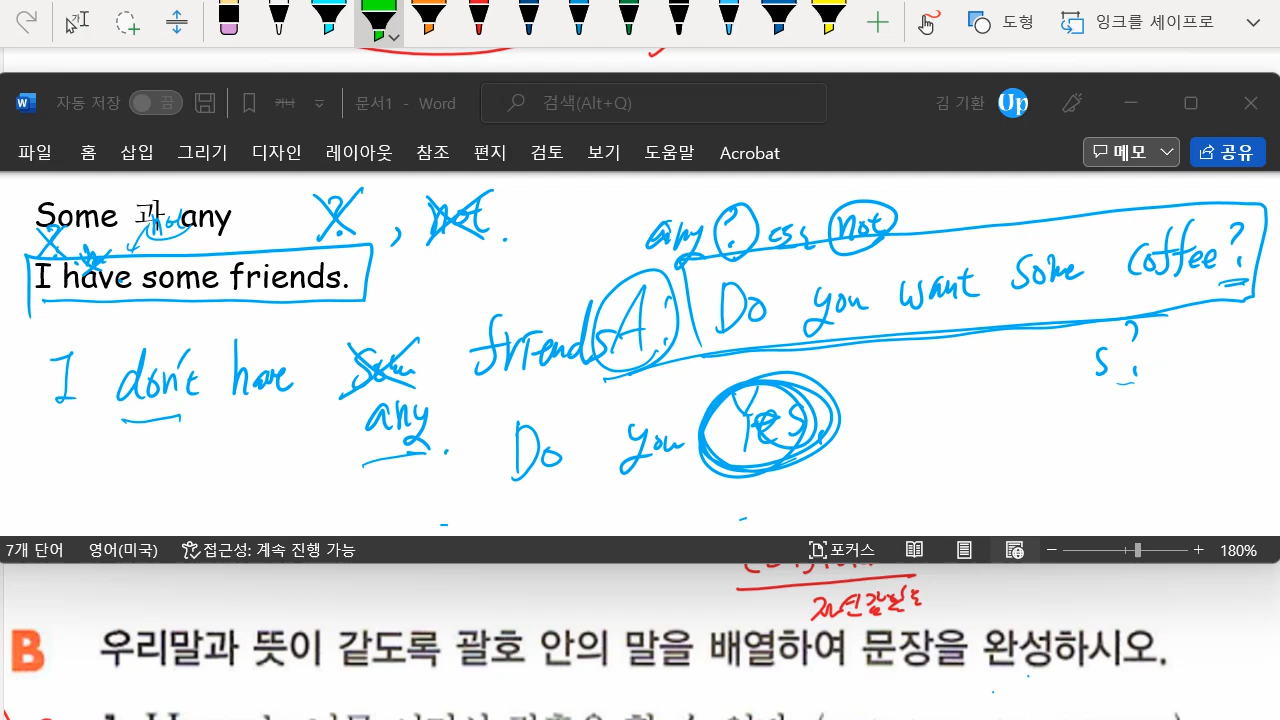 도형
잉크를 셰이프로
자동 저장 끔
가나
문서1 - Word
검색(Alt+Q)
김 기환
Up
파일 홈 삽입 그리기 디자인 레이아웃 참조 편지 검토 보기 도움말 Acrobat
메모
공유
Some 과 any
not
? , not .
any ? not
?
I have some friends.
A: Do you want some coffee?
I don't have some friends
s ?
any .
Do you Yes,
7개 단어 영어(미국) 접근성: 계속 진행 가능
포커스
180%
B 우리말과 뜻이 같도록 괄호 안의 말을 배열하여 문장을 완성하시오.